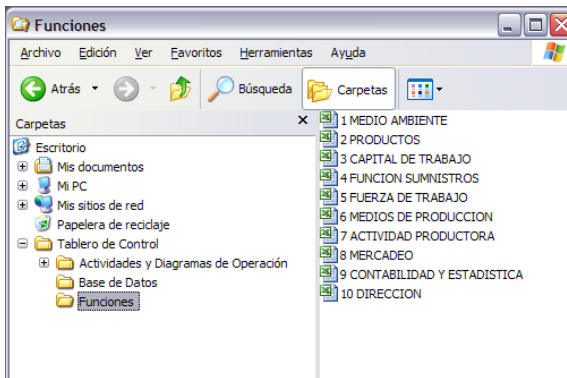 Funciones
Archivo Edición Ver Favoritos Herramientas Ayuda
Atrás Búsqueda Carpetas
Carpetas
Escritorio
Mis documentos
Mi PC
Mis sitios de red
Papelera de reciclaje
Tablero de Control
Actividades y Diagramas de Operación
Base de Datos
Funciones
1 MEDIO AMBIENTE
2 PRODUCTOS
3 CAPITAL DE TRABAJO
4 FUNCION SUMNISTROS
5 FUERZA DE TRABAJO
6 MEDIOS DE PRODUCCION
7 ACTIVIDAD PRODUCTORA
8 MERCADEO
9 CONTABILIDAD Y ESTADISTICA
10 DIRECCION